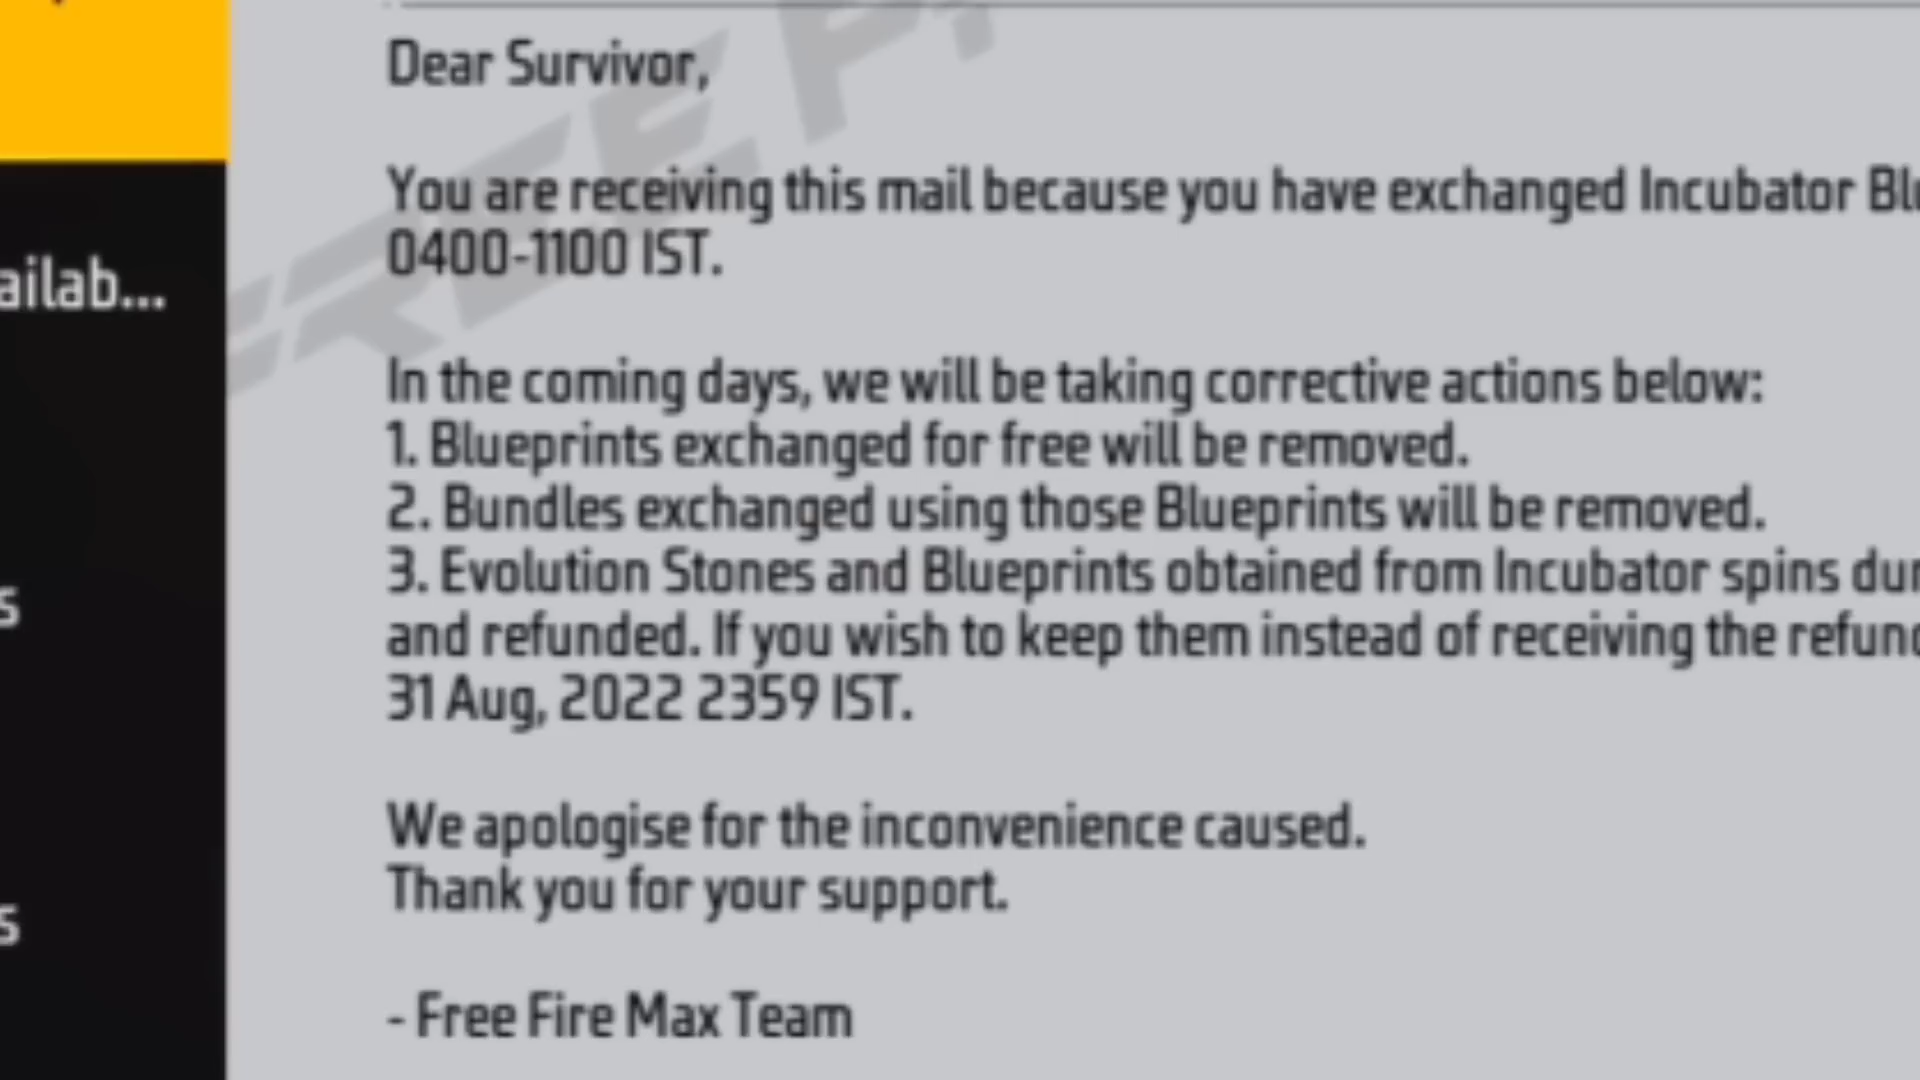 FREE
Dear Survivor,
You are receiving this mail because you have exchanged Incubator
0400-1100 IST.
ailab...
In the coming days, we will be taking corrective actions below:
1. Blueprints exchanged for free will be removed.
2. Bundles exchanged using those Blueprints will be removed.
3. Evolution Stones and Blueprints obtained from Incubator spins
s
and refunded. If you wish to keep them instead of receiving the
31 Aug, 2022 2359 IST.
We apologise for the inconvenience caused.
Thank you for your support.
s
- Free Fire Max Team